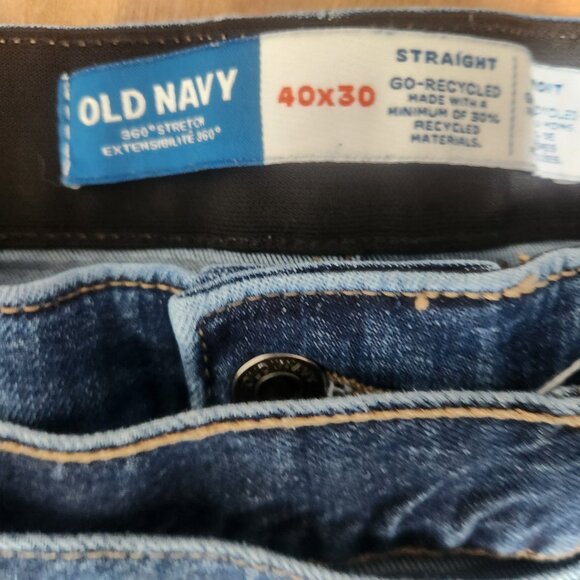 OLD NAVY
360° STRETCH
EXTENSIBILITÉ 360°
40x30
STRAIGHT
GO-RECYCLED
MADE WITH A
MINIMUM OF 30%
RECYCLED
MATERIALS.